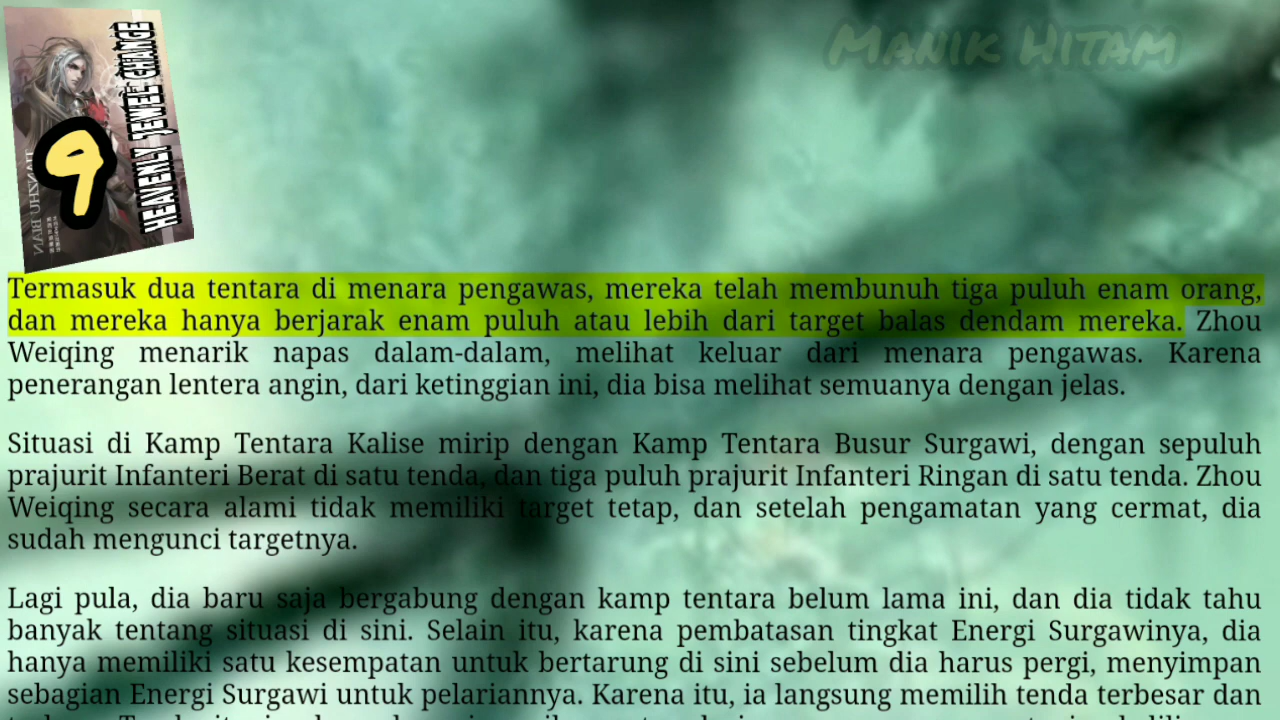 Manik Hitam
HEAVENLY JEWEL CHANGE
9
Termasuk dua tentara di menara pengawas, mereka telah membunuh tiga puluh enam orang,
dan mereka hanya berjarak enam puluh atau lebih dari target balas dendam mereka. Zhou
Weiqing menarik napas dalam-dalam, melihat keluar dari menara pengawas. Karena
penerangan lentera angin, dari ketinggian ini, dia bisa melihat semuanya dengan jelas.
Situasi di Kamp Tentara Kalise mirip dengan Kamp Tentara Busur Surgawi, dengan sepuluh
prajurit Infanteri Berat di satu tenda, dan tiga puluh prajurit Infanteri Ringan di satu tenda. Zhou
Weiqing secara alami tidak memiliki target tetap, dan setelah pengamatan yang cermat, dia
sudah mengunci targetnya.
Lagi pula, dia baru saja bergabung dengan kamp tentara belum lama ini, dan dia tidak tahu
banyak tentang situasi di sini. Selain itu, karena pembatasan tingkat Energi Surgawinya, dia
hanya memiliki satu kesempatan untuk bertarung di sini sebelum dia harus pergi, menyimpan
sebagian Energi Surgawi untuk pelariannya. Karena itu, ia langsung memilih tenda terbesar dan